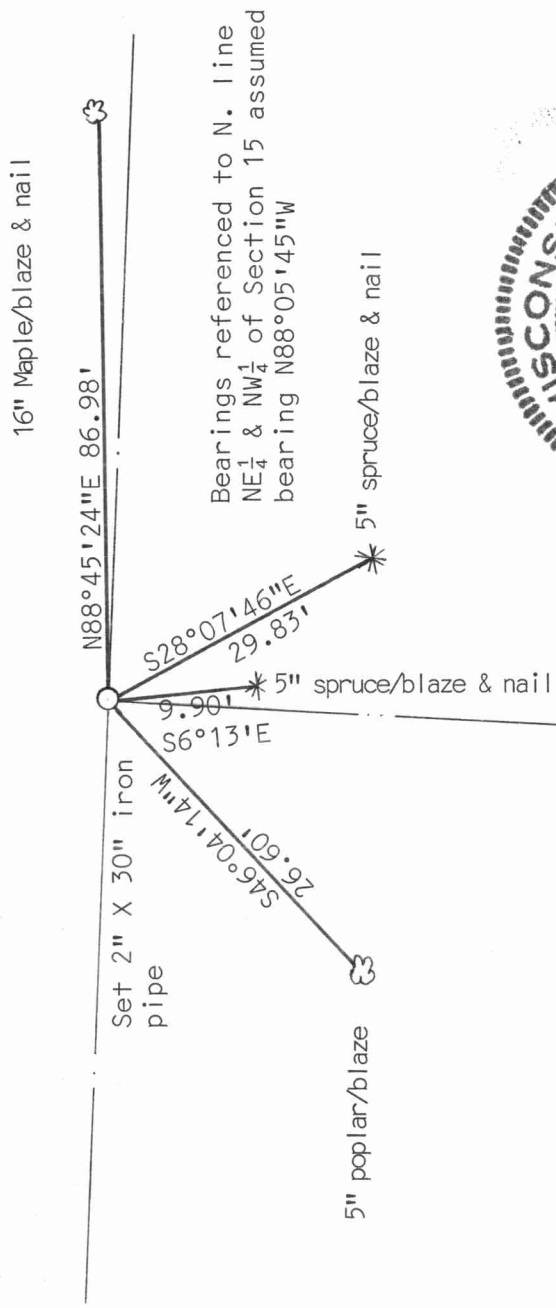 16" Maple/blaze & nail
N88°45'24"E 86.98'
Bearings referenced to N. line
NE¼ & NW¼ of Section 15 assumed
bearing N88°05'45"W
Set 2" X 30" iron
pipe
S28°07'46"E
29.83'
5" spruce/blaze & nail
9.90'
S6°13'E
5" spruce/blaze & nail
S46°04'14"W
26.60'
5" poplar/blaze